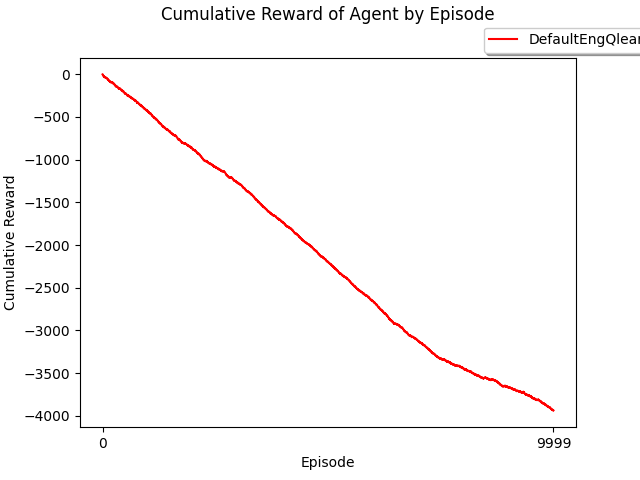 Cumulative Reward of Agent by Episode
DefaultEngQlear
0
−500
−1000
−1500
−2000
−2500
−3000
−3500
−4000
Cumulative Reward
0
9999
Episode